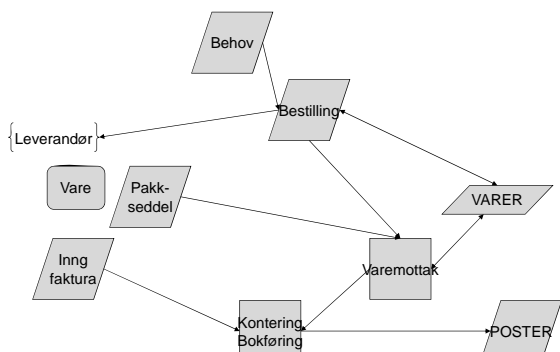 Behov
Bestilling
{Leverandør}
Vare
Pakk-
seddel
VARER
Inng
faktura
Varemottak
Kontering
Bokføring
POSTER